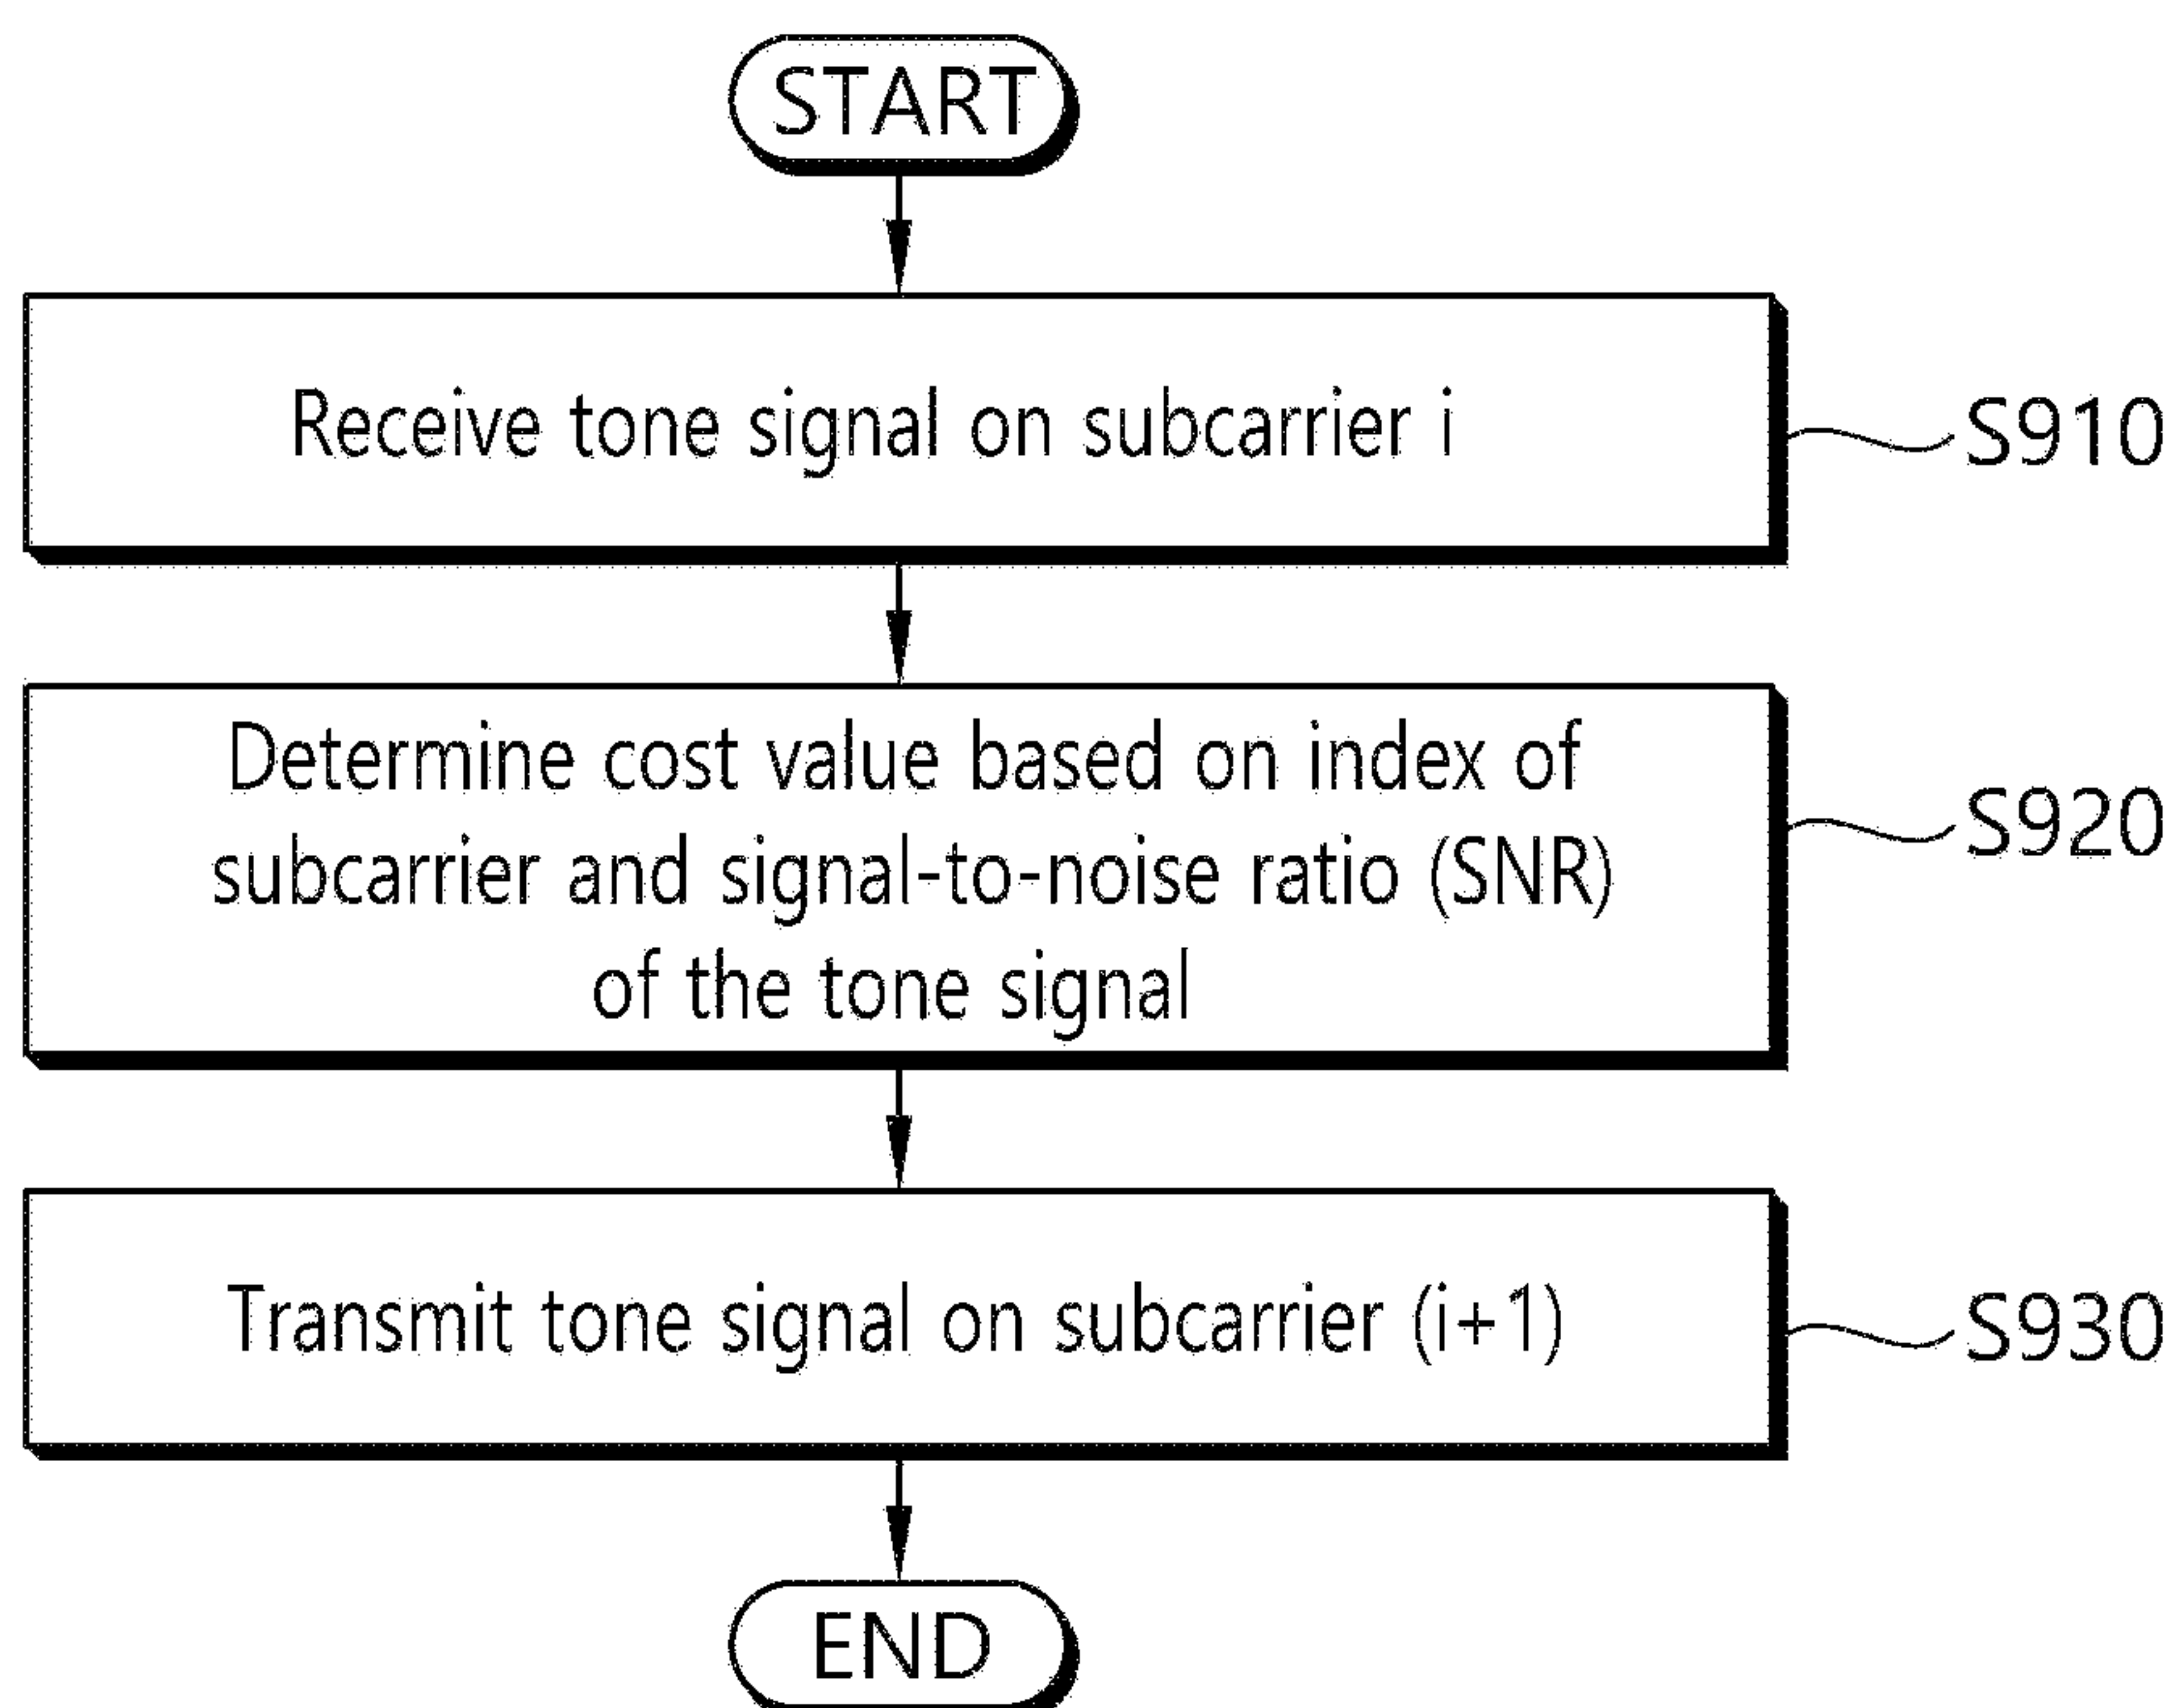 START
Receive tone signal on subcarrier i
S910
Determine cost value based on index of
subcarrier and signal-to-noise ratio (SNR)
of the tone signal
S920
Transmit tone signal on subcarrier (i+1)
S930
END